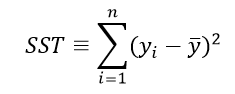 SST ≡ ∑_{i=1}^{n} (y_i − ȳ)²